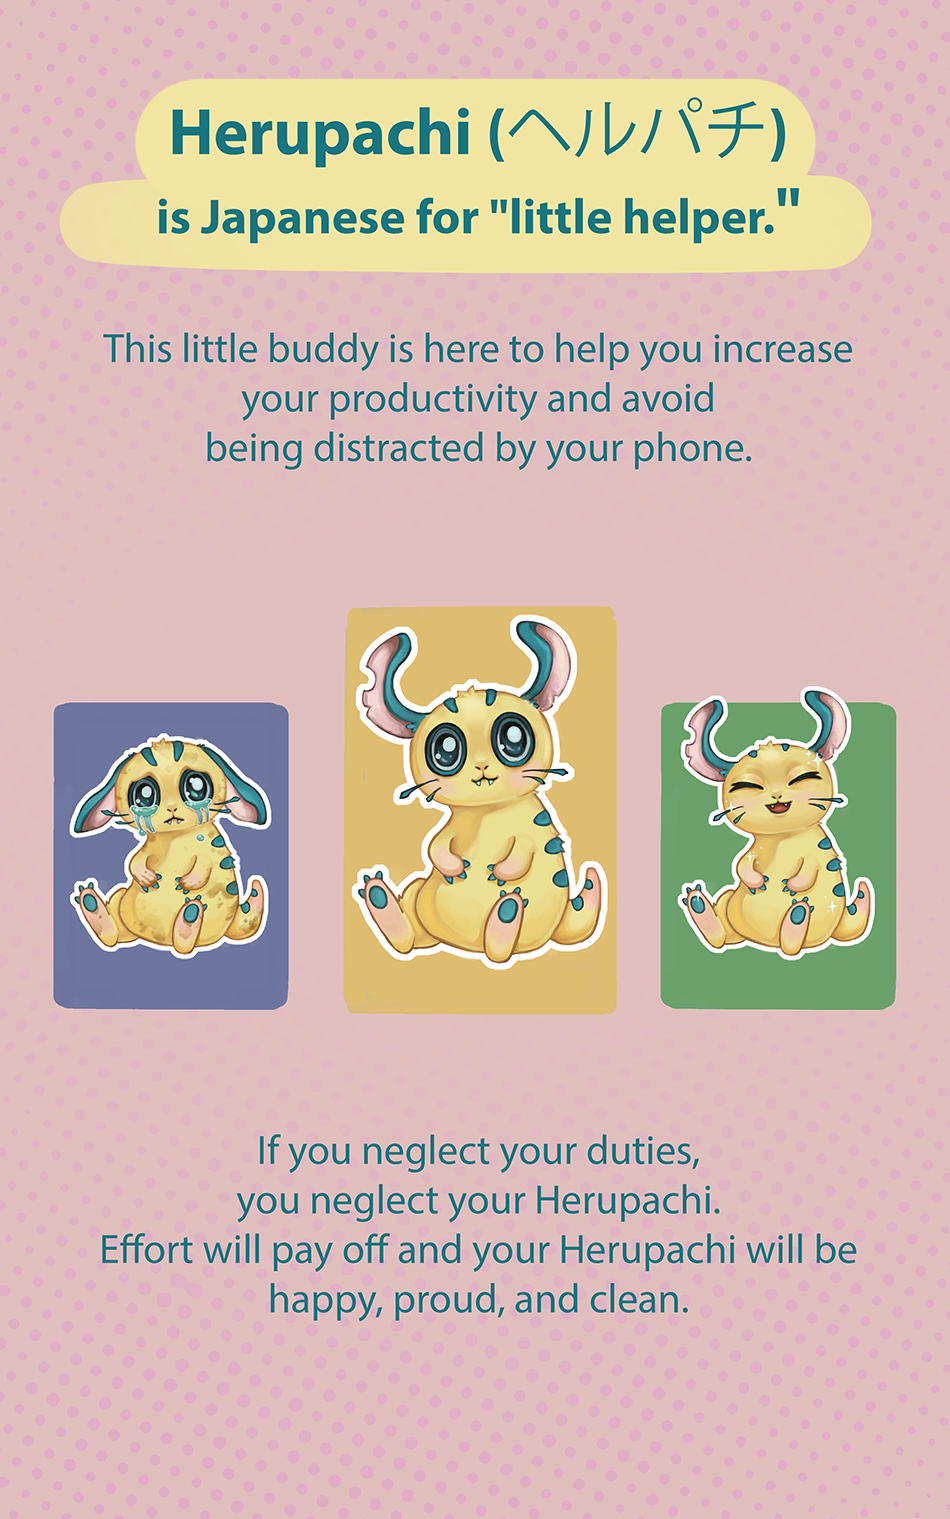 Herupachi (ヘルパチ)
is Japanese for "little helper."
This little buddy is here to help you increase
your productivity and avoid
being distracted by your phone.
If you neglect your duties,
you neglect your Herupachi.
Effort will pay off and your Herupachi will be
happy, proud, and clean.